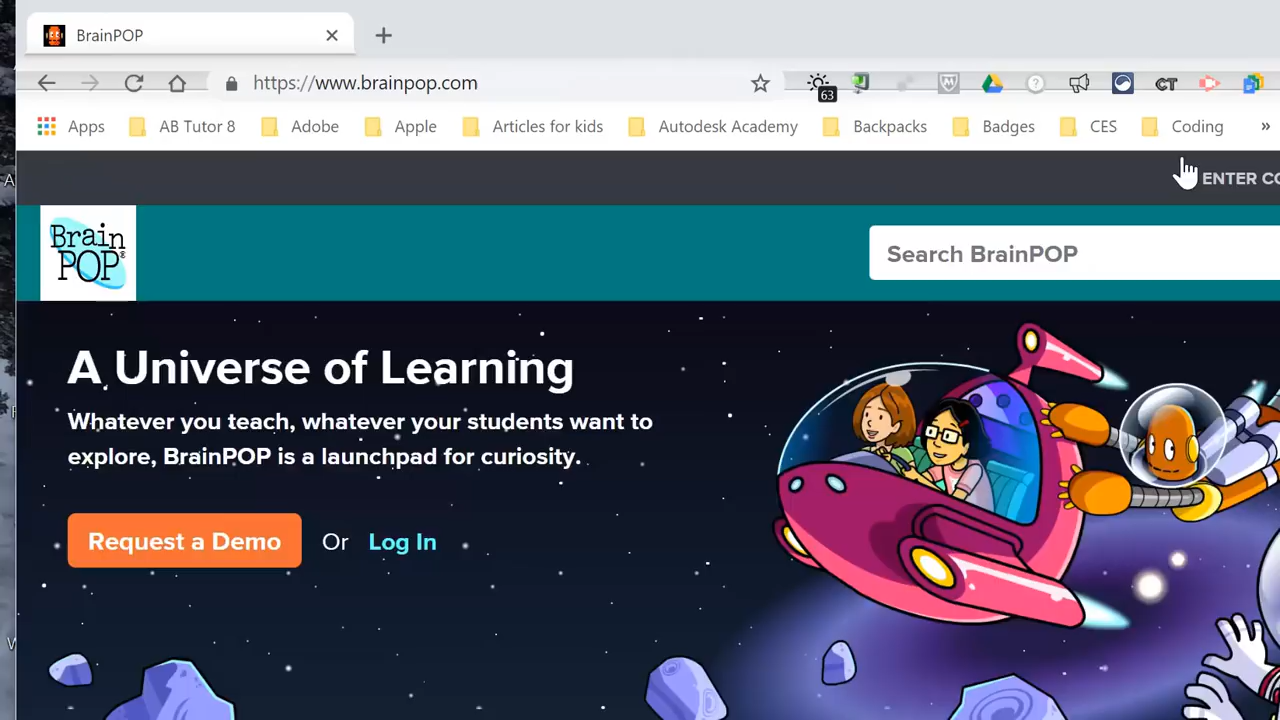 BrainPOP
https://www.brainpop.com
63
CT
Apps AB Tutor 8 Adobe Apple Articles for kids Autodesk Academy Backpacks Badges CES Coding »
ENTER CO
Brain
POP®
Search BrainPOP
A Universe of Learning
Whatever you teach, whatever your students want to
explore, BrainPOP is a launchpad for curiosity.
Request a Demo Or Log In